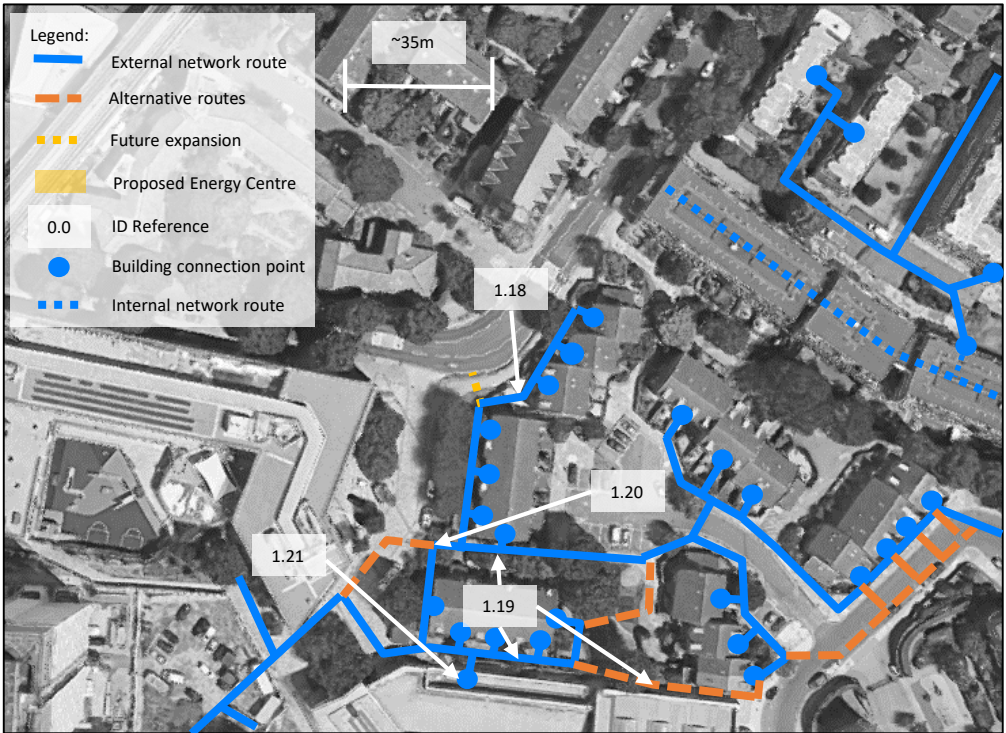 Legend:
External network route
Alternative routes
Future expansion
Proposed Energy Centre
0.0 ID Reference
Building connection point
Internal network route
~35m
1.18
1.20
1.21
1.19